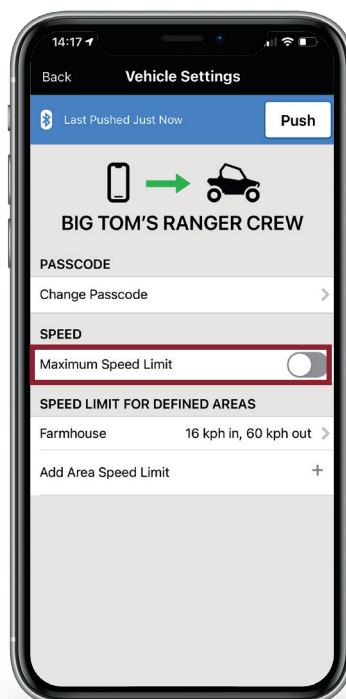 14:17
Back Vehicle Settings
Last Pushed Just Now Push
BIG TOM'S RANGER CREW
PASSCODE
Change Passcode
SPEED
Maximum Speed Limit
SPEED LIMIT FOR DEFINED AREAS
Farmhouse 16 kph in, 60 kph out
Add Area Speed Limit +